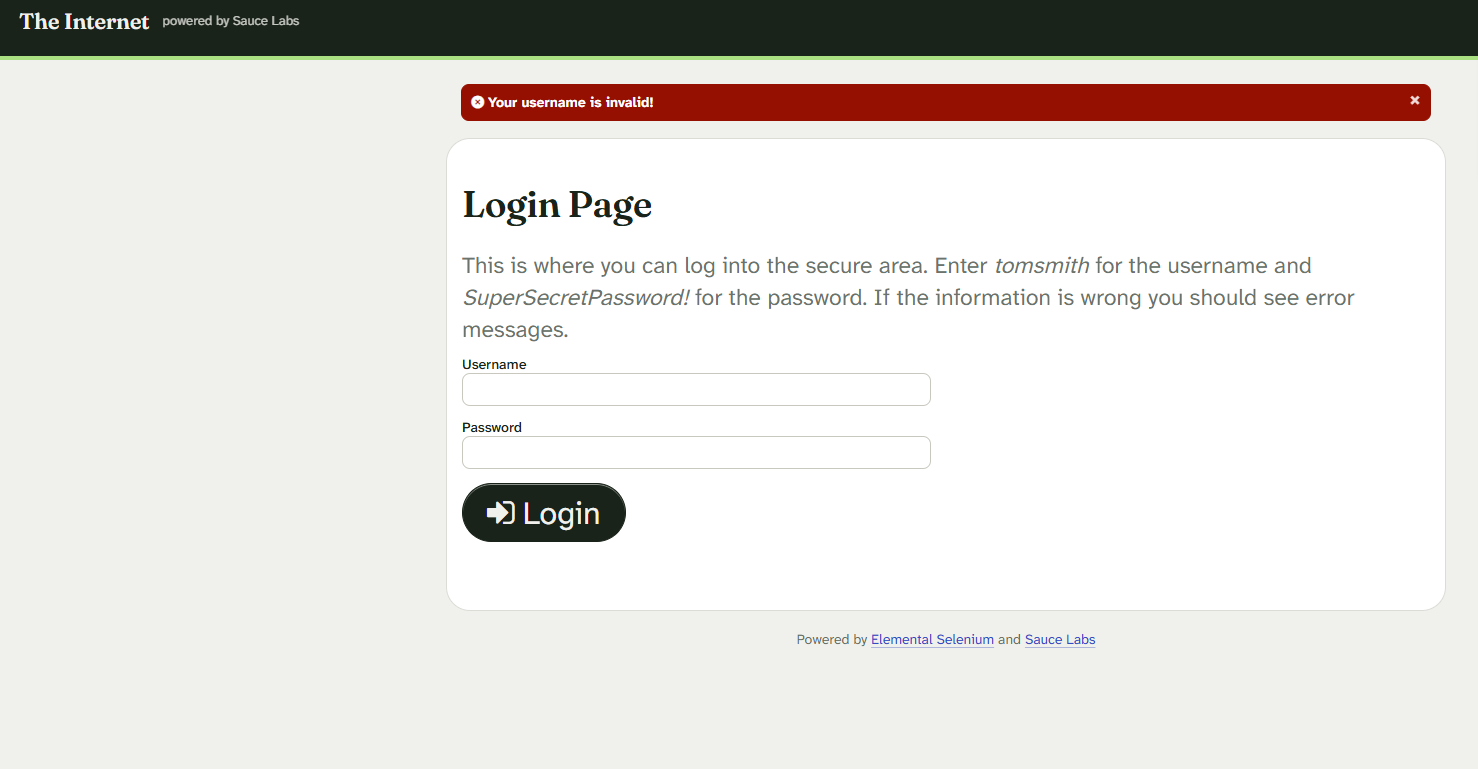 The Internet powered by Sauce Labs
Your username is invalid!
Login Page
This is where you can log into the secure area. Enter tomsmith for the username and
SuperSecretPassword! for the password. If the information is wrong you should see error
messages.
Username
Password
Login
Powered by Elemental Selenium and Sauce Labs